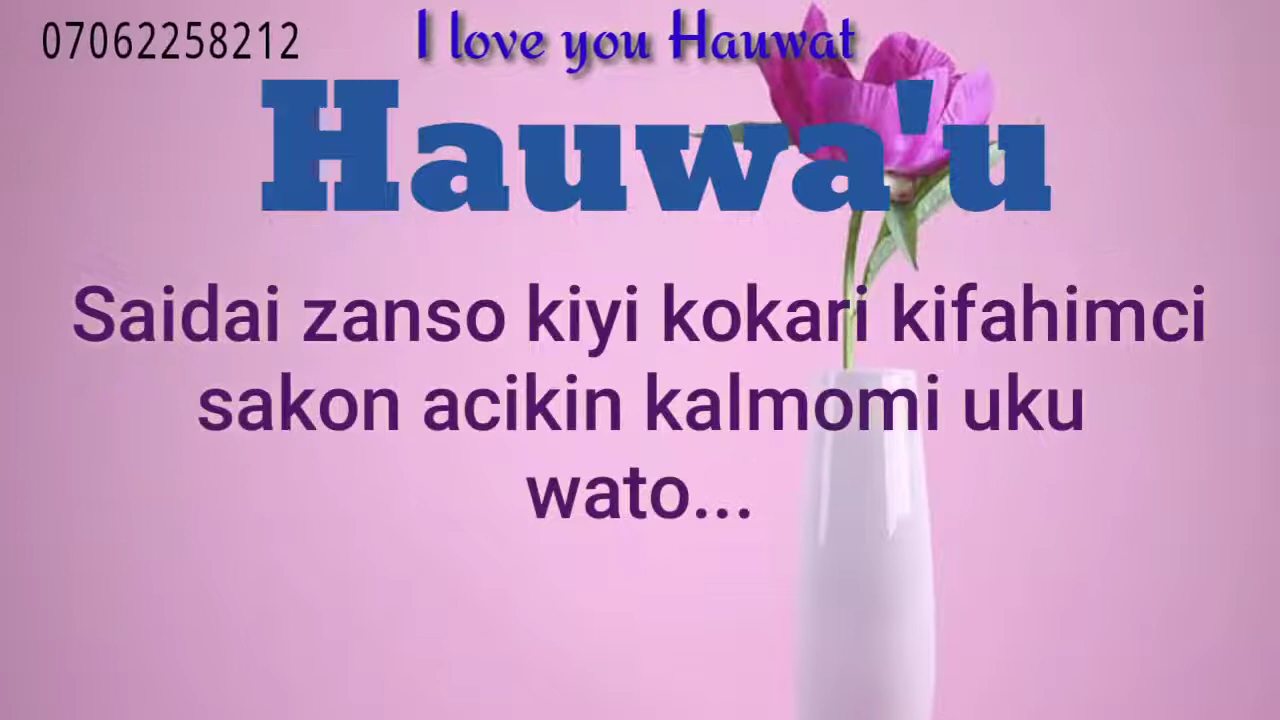 07062258212
I love you Hauwat
Hauwa'u
Saidai zanso kiyi kokari kifahimci
sakon acikin kalmomi uku
wato...